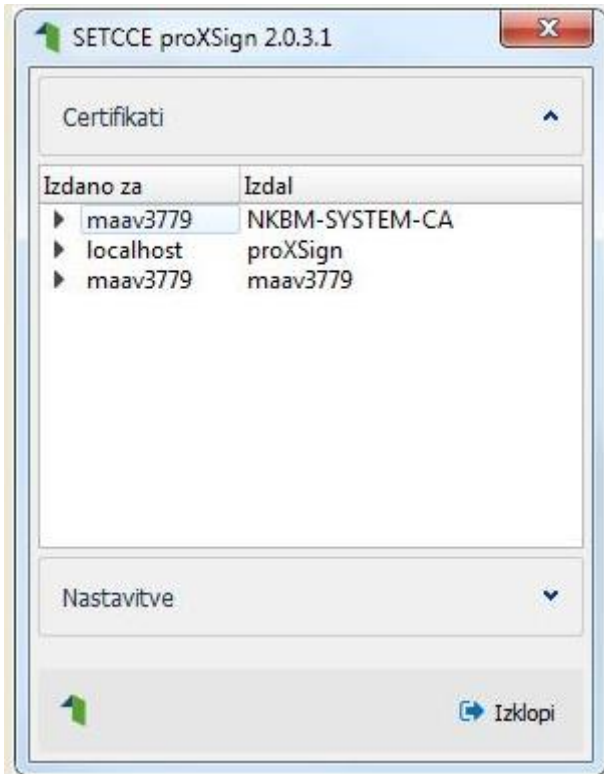 SETCCE proXSign 2.0.3.1
Certifikati
Izdano za Izdal
maav3779 NKBM-SYSTEM-CA
localhost proXSign
maav3779 maav3779
Nastavitve
Izklopi